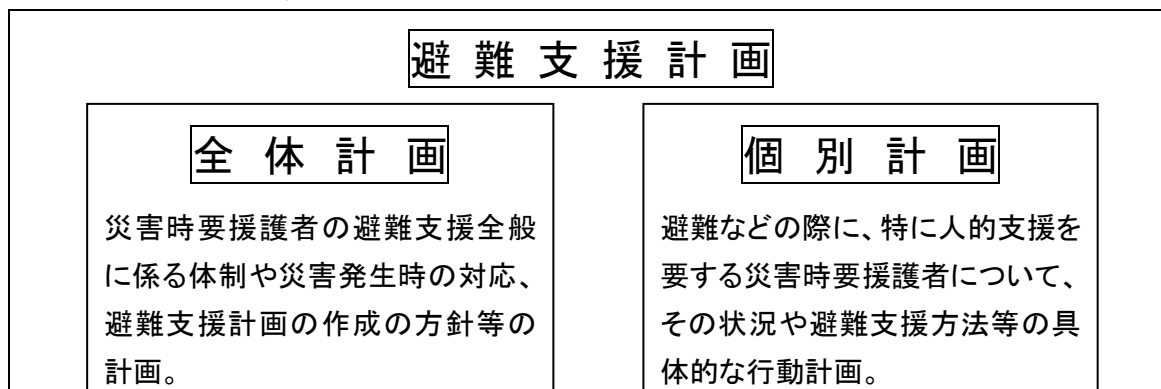 避難支援計画
全体計画
災害時要援護者の避難支援全般
に係る体制や災害発生時の対応、
避難支援計画の作成の方針等の
計画。
個別計画
避難などの際に、特に人的支援を
要する災害時要援護者について、
その状況や避難支援方法等の具
体的な行動計画。